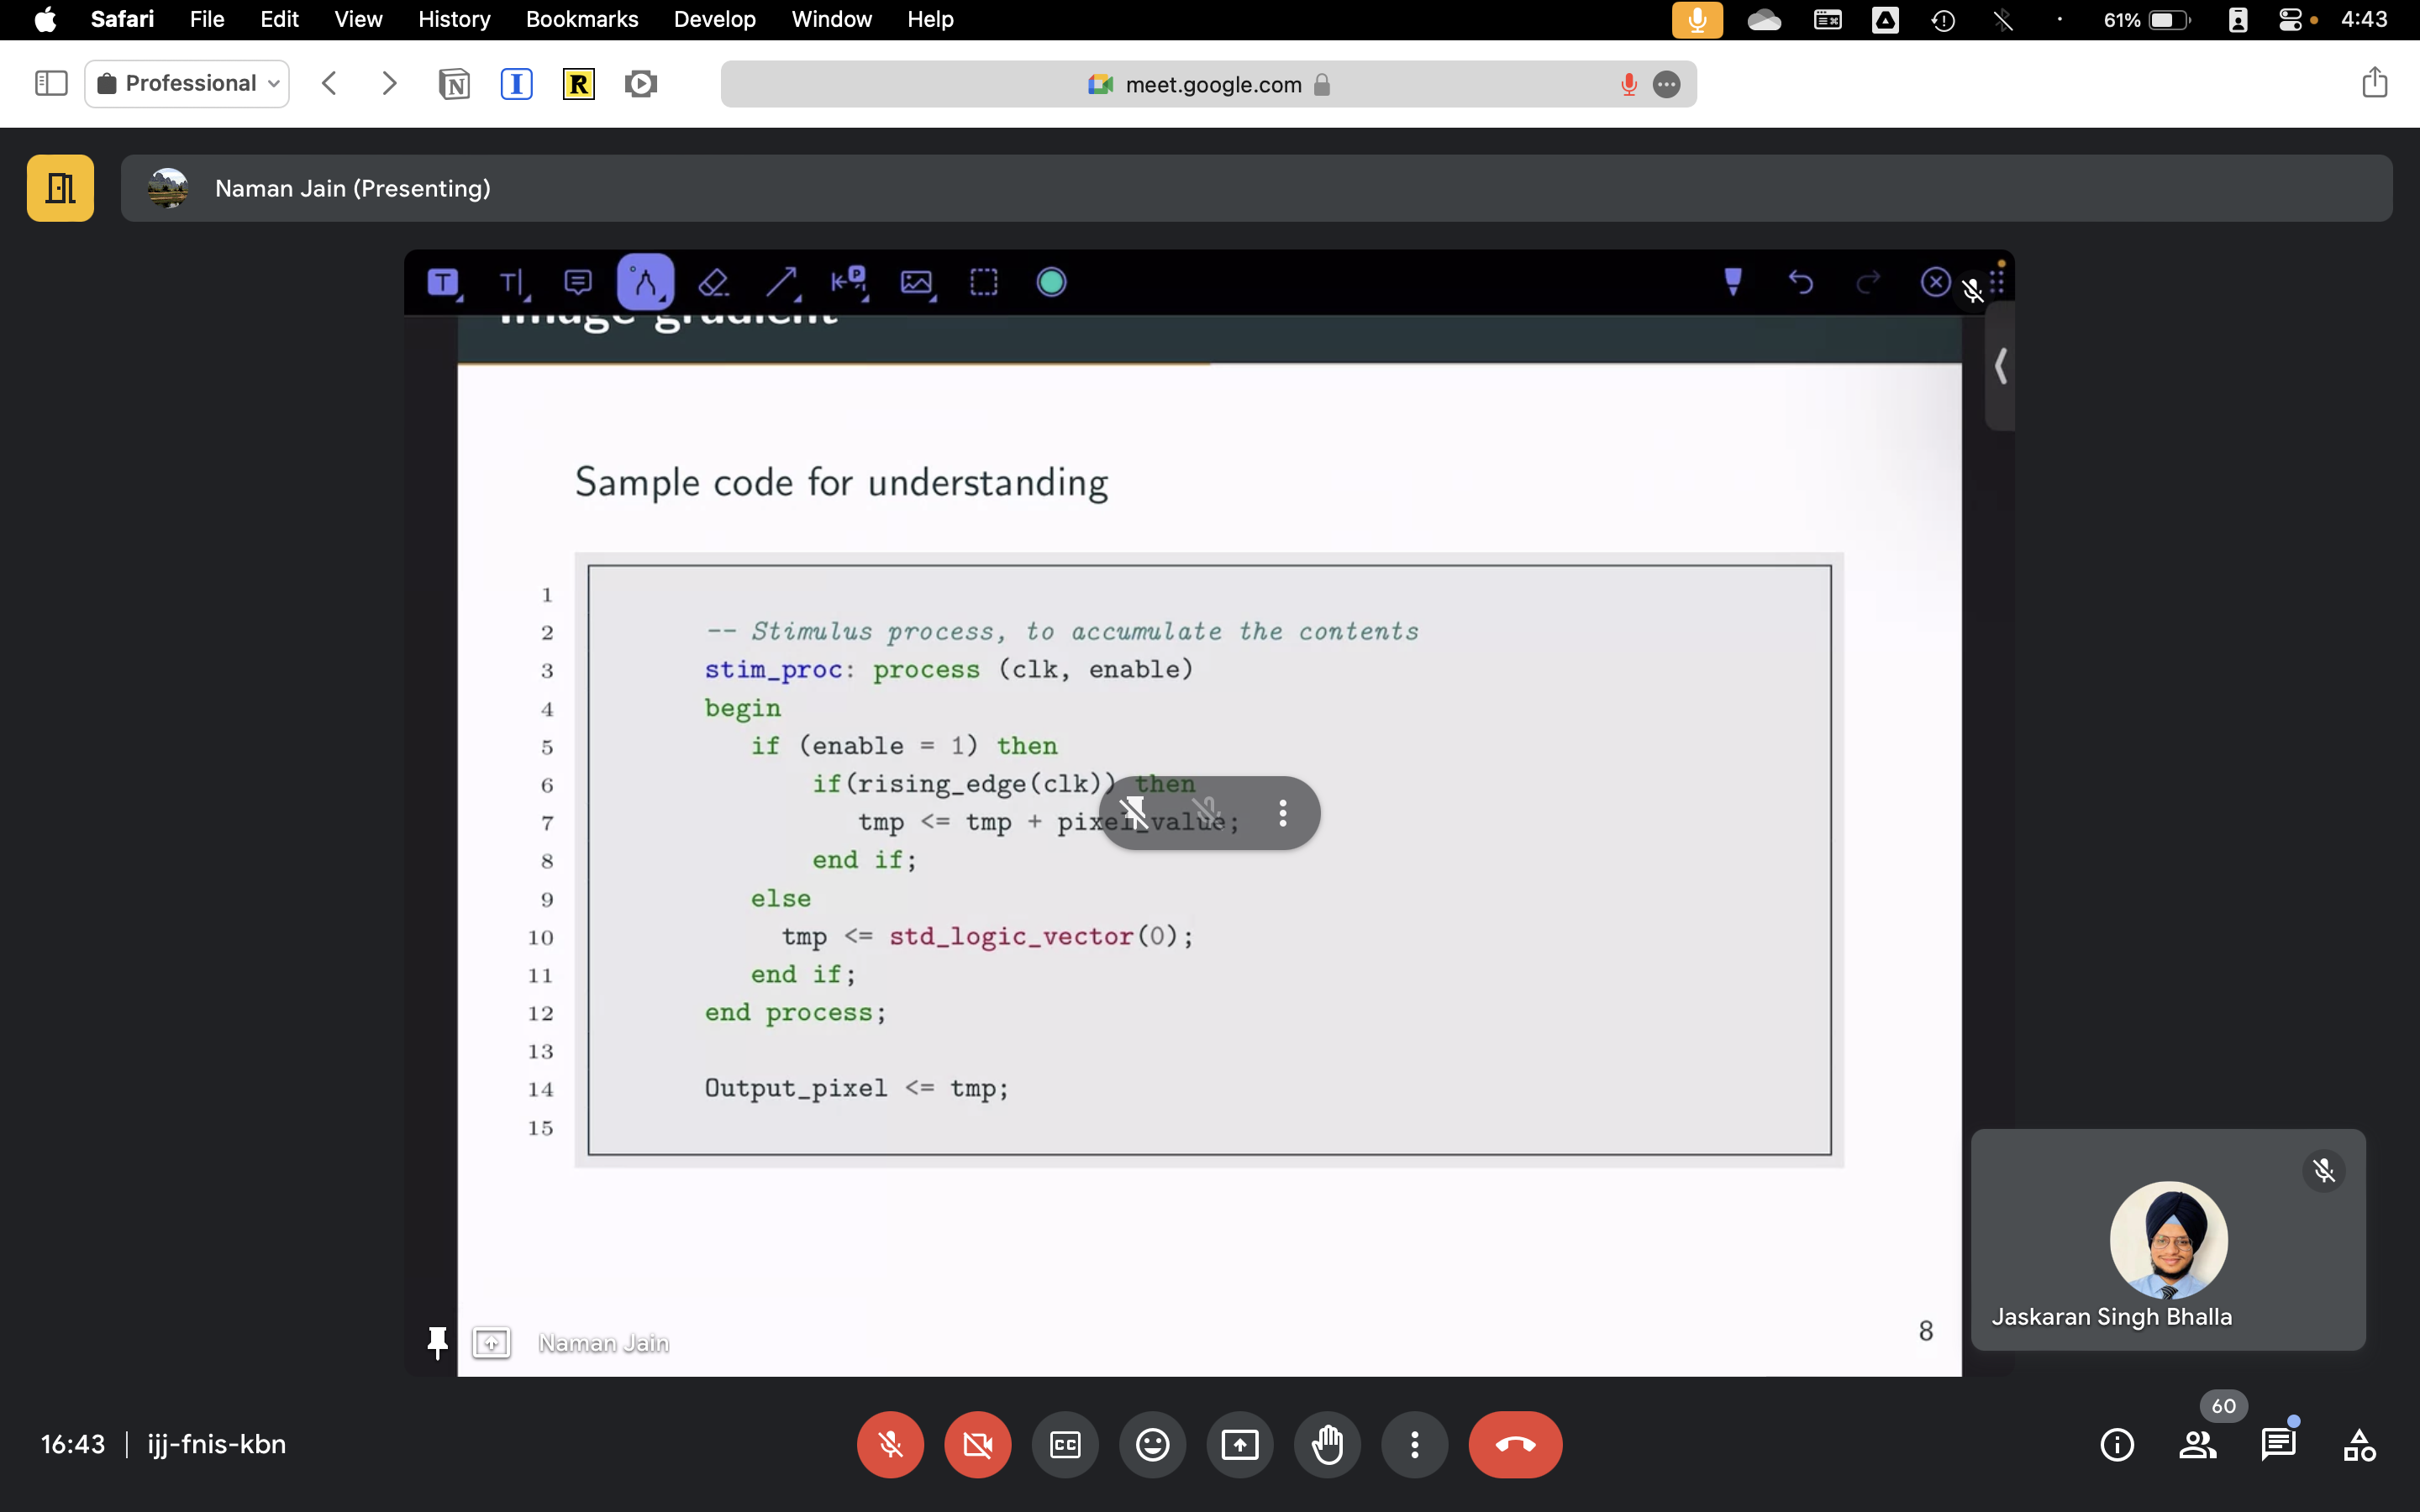 Safari File Edit View History Bookmarks Develop Window Help 61% 4:43
Professional meet.google.com
Naman Jain (Presenting)
Image gradient
Sample code for understanding
1
2 -- Stimulus process, to accumulate the contents
3 stim_proc: process (clk, enable)
4 begin
5 if (enable = 1) then
6 if(rising_edge(clk)) then
7 tmp <= tmp + pixel_value;
8 end if;
9 else
10 tmp <= std_logic_vector(0);
11 end if;
12 end process;
13
14 Output_pixel <= tmp;
15
Jaskaran Singh Bhalla
Naman Jain
8
60
16:43 | ijj-fnis-kbn